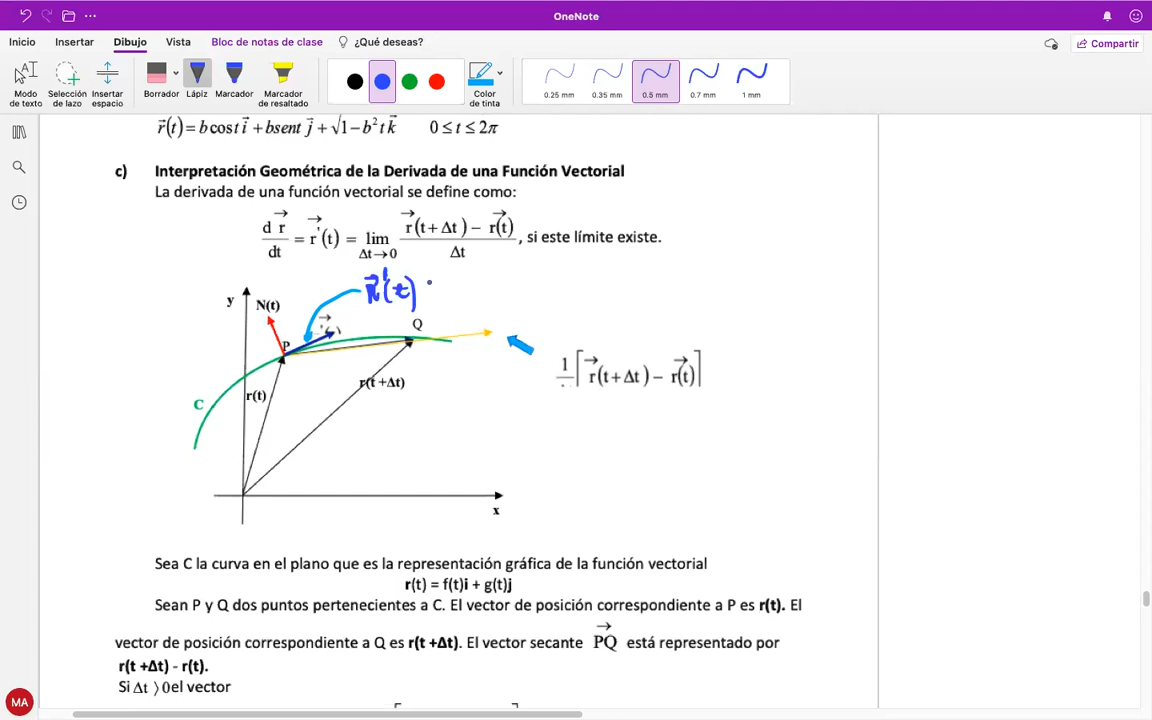 OneNote
Inicio Insertar Dibujo Vista Bloc de notas de clase ¿Qué deseas? Compartir
Modo de texto Selección de lazo Insertar espacio Borrador Lápiz Marcador Marcador de resaltado Color de tinta 0.25 mm 0.35 mm 0.5 mm 0.7 mm 1 mm
r⃗(t) = b cos t i⃗ + bsent j⃗ + √1−b² t k⃗ 0 ≤ t ≤ 2π
c) Interpretación Geométrica de la Derivada de una Función Vectorial
La derivada de una función vectorial se define como:
d r⃗/dt = r⃗'(t) = lim Δt→0 (r⃗(t+Δt) − r⃗(t))/Δt, si este límite existe.
r⃗'(t)
y N(t)
P Q
r(t) r(t +Δt)
1 [r⃗(t+Δt) − r⃗(t)]
C
x
Sea C la curva en el plano que es la representación gráfica de la función vectorial
r(t) = f(t)i + g(t)j
Sean P y Q dos puntos pertenecientes a C. El vector de posición correspondiente a P es r(t). El
vector de posición correspondiente a Q es r(t +Δt). El vector secante PQ⃗ está representado por
r(t +Δt) - r(t).
Si Δt ⟩ 0 el vector
MA